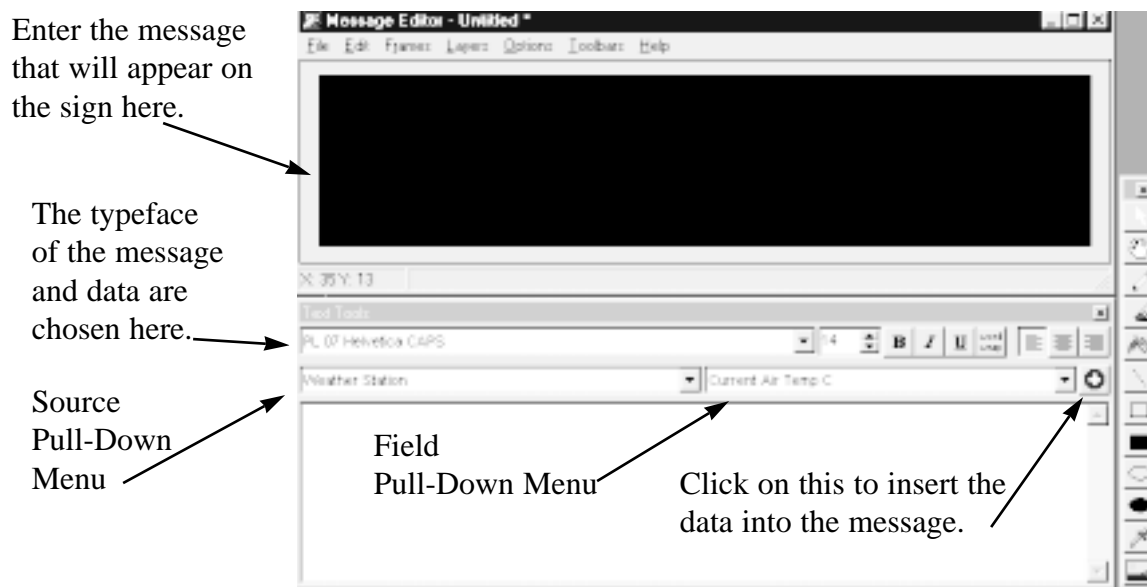 Enter the message
that will appear on
the sign here.
Message Editor - Untitled *
File Edit Frames Layers Options Toolbars Help
The typeface
of the message
and data are
chosen here.
X: 35 Y: 13
Text Tools
PL 07 Helvetica CAPS 14 B I U
Weather Station Current Air Temp C
Source
Pull-Down
Menu
Field
Pull-Down Menu
Click on this to insert the
data into the message.